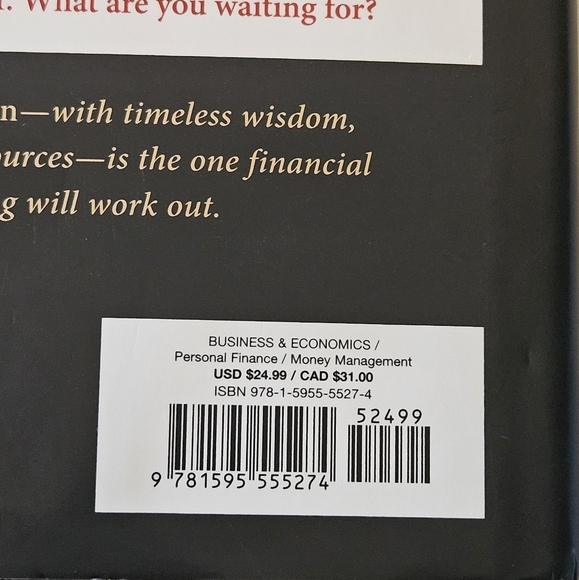 . What are you waiting for?
n—with timeless wisdom,
ources—is the one financial
g will work out.
BUSINESS & ECONOMICS /
Personal Finance / Money Management
USD $24.99 / CAD $31.00
ISBN 978-1-5955-5527-4
52499
9 781595 555274